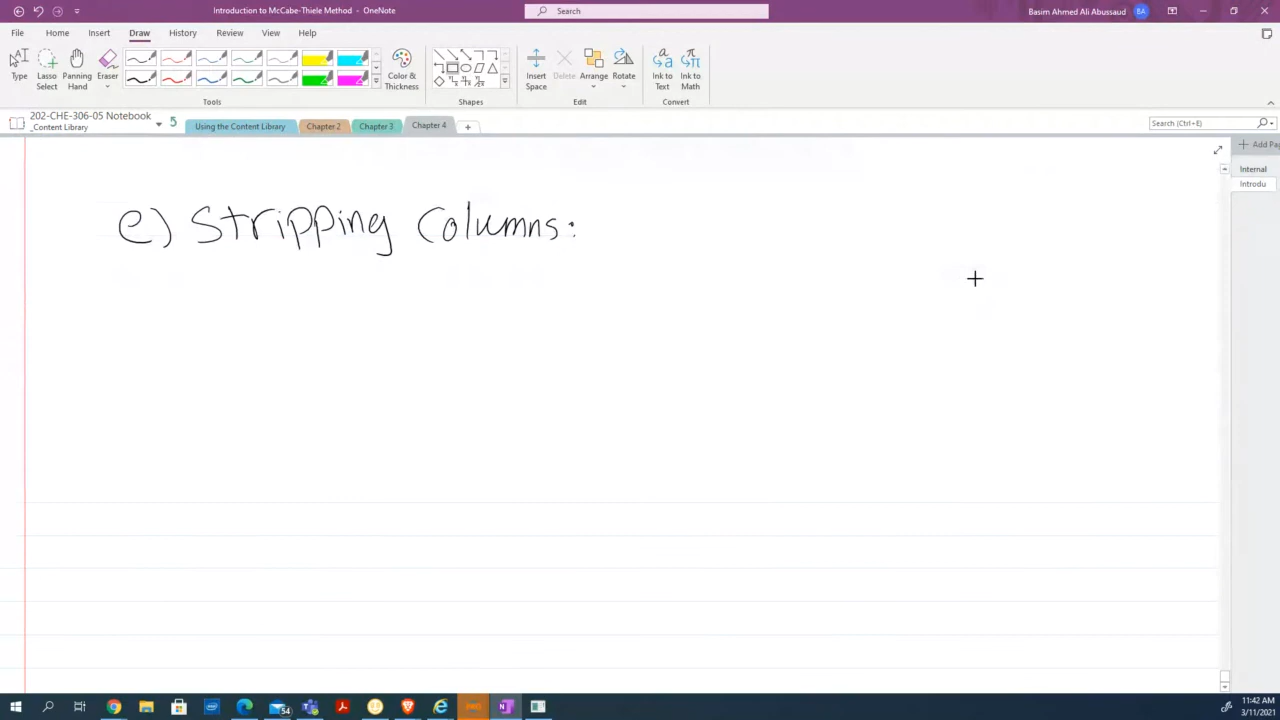 Introduction to McCabe-Thiele Method - OneNote
Search
Basim Ahmed Ali Abussaud
BA
File Home Insert Draw History Review View Help
Type
Lasso Select
Panning Hand
Eraser
Color & Thickness
Insert Space
Delete
Arrange
Rotate
Ink to Text
Ink to Math
Tools
Shapes
Edit
Convert
202-CHE-306-05 Notebook
_Content Library
Using the Content Library
Chapter 2
Chapter 3
Chapter 4
Search (Ctrl+E)
Add Pag
Internal
Introdu
e) Stripping Columns:
54
11:42 AM
3/11/2021